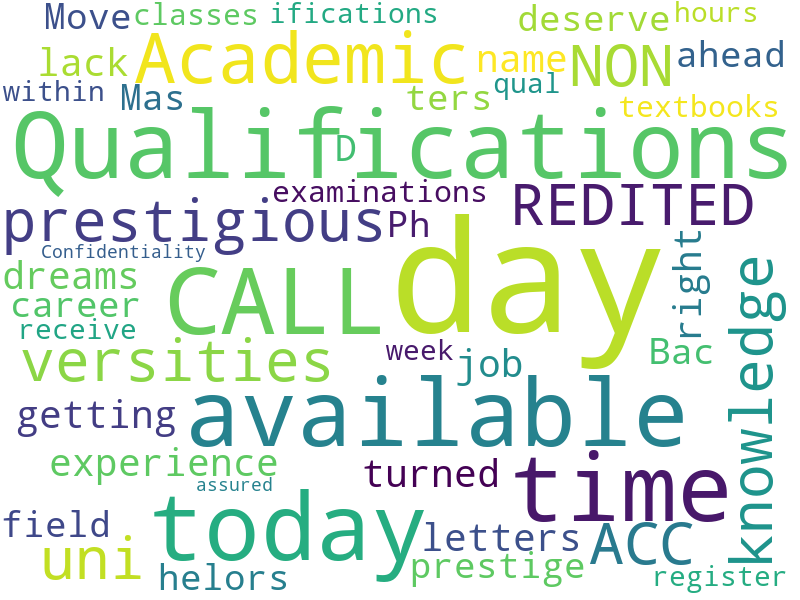 Move classes ifications deserve hours
lack Academic name NON ahead
within Mas ters qual textbooks
Qualifications D
examinations REDITED
prestigious Ph
Confidentiality right
dreams CALL day knowledge
career
receive
versities week job Bac
getting available
experience turned time
assured
field today letters ACC
uni helors prestige register